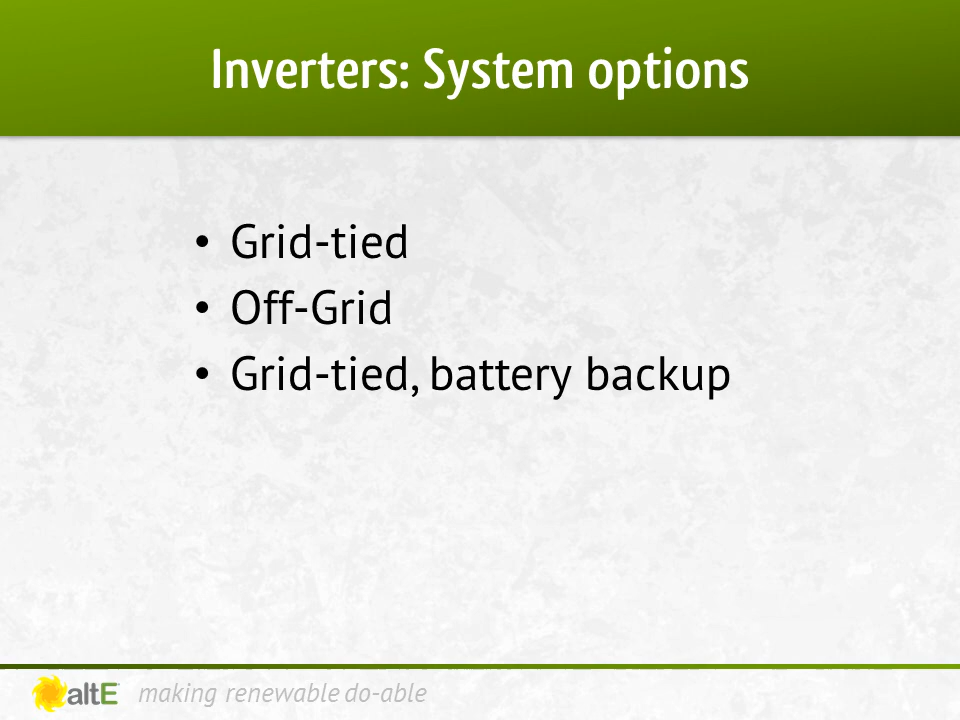 Inverters: System options
• Grid-tied
• Off-Grid
• Grid-tied, battery backup
altE making renewable do-able